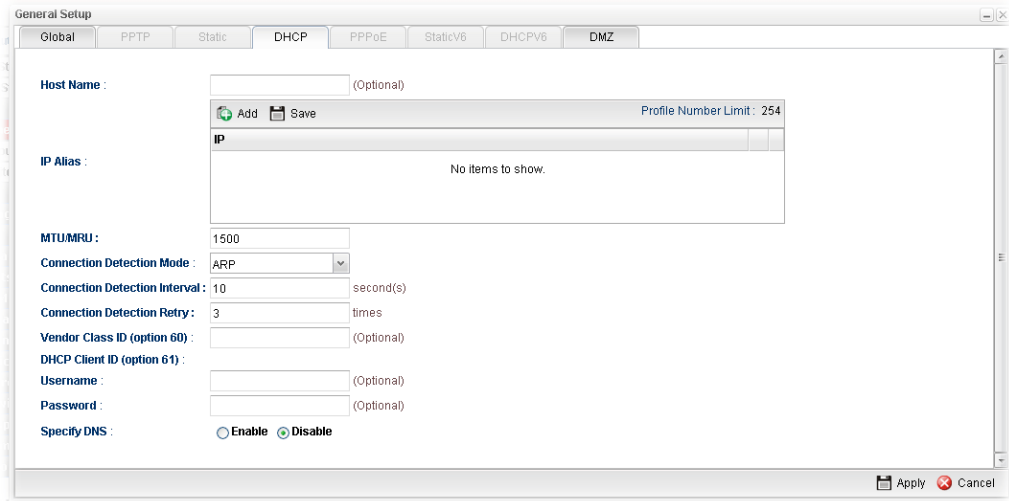 General Setup
Global PPTP Static DHCP PPPoE StaticV6 DHCPV6 DMZ
Host Name : (Optional)
Add Save Profile Number Limit : 254
IP
IP Alias :
No items to show.
MTU/MRU : 1500
Connection Detection Mode : ARP
Connection Detection Interval : 10 second(s)
Connection Detection Retry : 3 times
Vendor Class ID (option 60) : (Optional)
DHCP Client ID (option 61) :
Username : (Optional)
Password : (Optional)
Specify DNS : Enable Disable
Apply Cancel